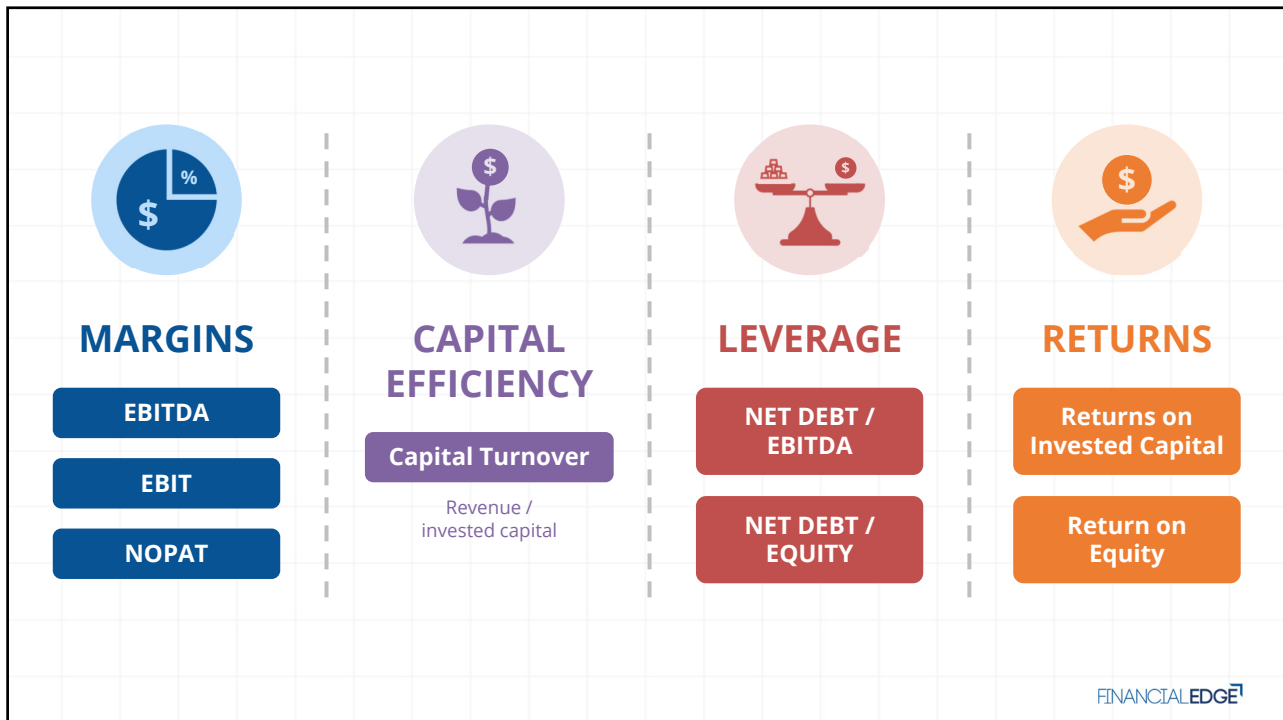 %
$
MARGINS
EBITDA
EBIT
NOPAT
$
CAPITAL
EFFICIENCY
Capital Turnover
Revenue /
invested capital
$
LEVERAGE
NET DEBT /
EBITDA
NET DEBT /
EQUITY
$
RETURNS
Returns on
Invested Capital
Return on
Equity
FINANCIALEDGE